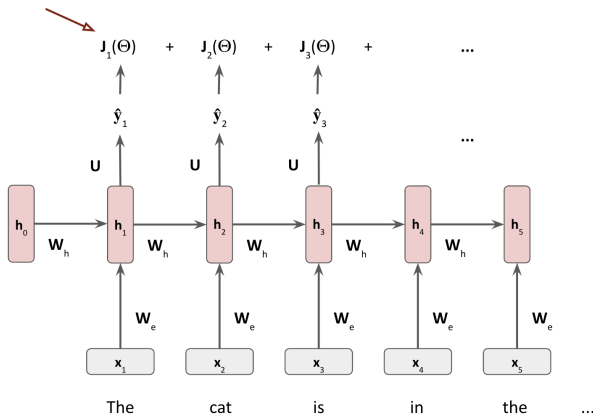 J₁(Θ) + J₂(Θ) + J₃(Θ) + ...
ŷ₁ ŷ₂ ŷ₃ ...
U U U
h₀ h₁ h₂ h₃ h₄ h₅
Wₕ Wₕ Wₕ Wₕ Wₕ
Wₑ Wₑ Wₑ Wₑ Wₑ
x₁ x₂ x₃ x₄ x₅
The cat is in the ...